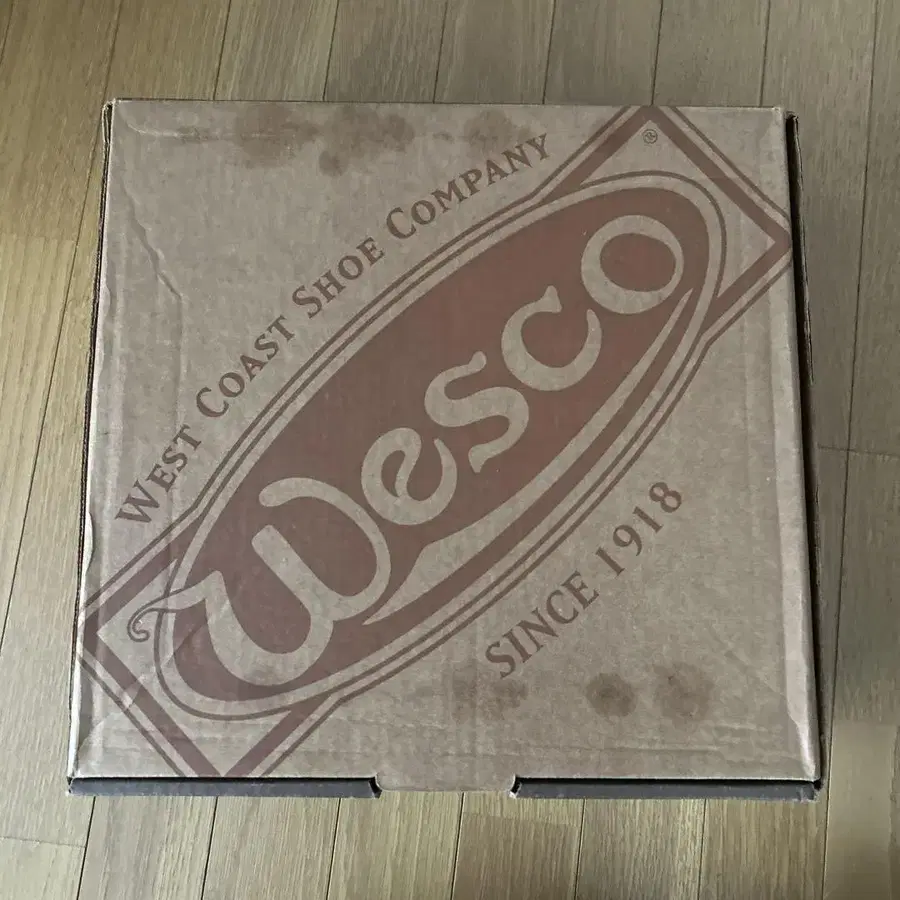 WEST COAST SHOE COMPANY
®
Wesco
SINCE 1918